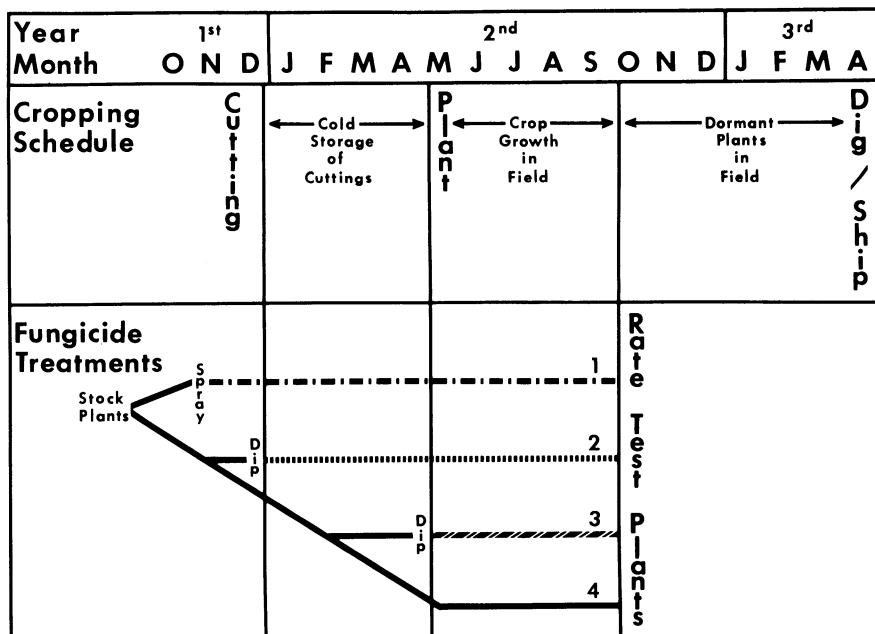 Year 1st 2nd 3rd
Month O N D J F M A M J J A S O N D J F M A
Cropping
Schedule
Cutting
Cold
Storage
of
Cuttings
Plant
Crop
Growth
in
Field
Dormant
Plants
in
Field
Dig/Ship
Fungicide
Treatments
Stock
Plants
Spray
1
Dip
2
Dip
3
4
Rate Test Plants